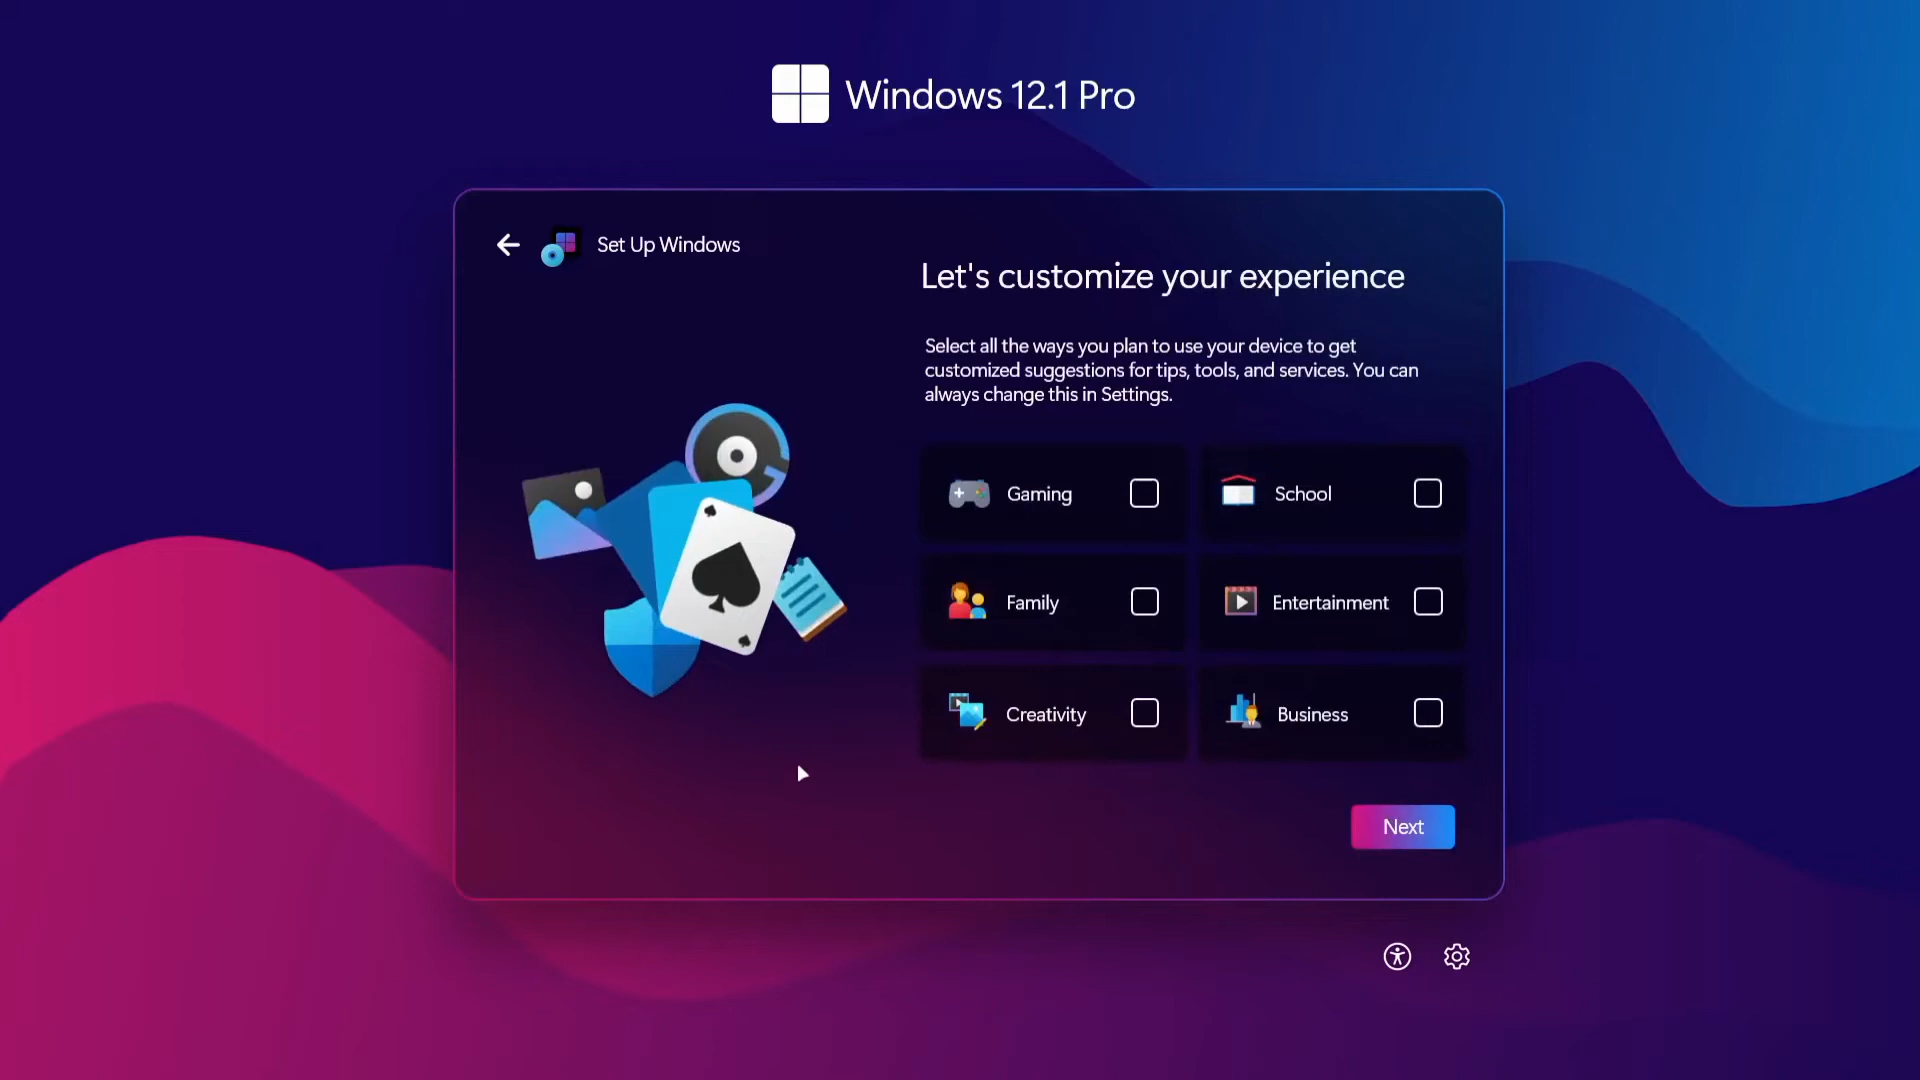 Windows 12.1 Pro
Set Up Windows
Let's customize your experience
Select all the ways you plan to use your device to get
customized suggestions for tips, tools, and services. You can
always change this in Settings.
Gaming
School
Family
Entertainment
Creativity
Business
Next